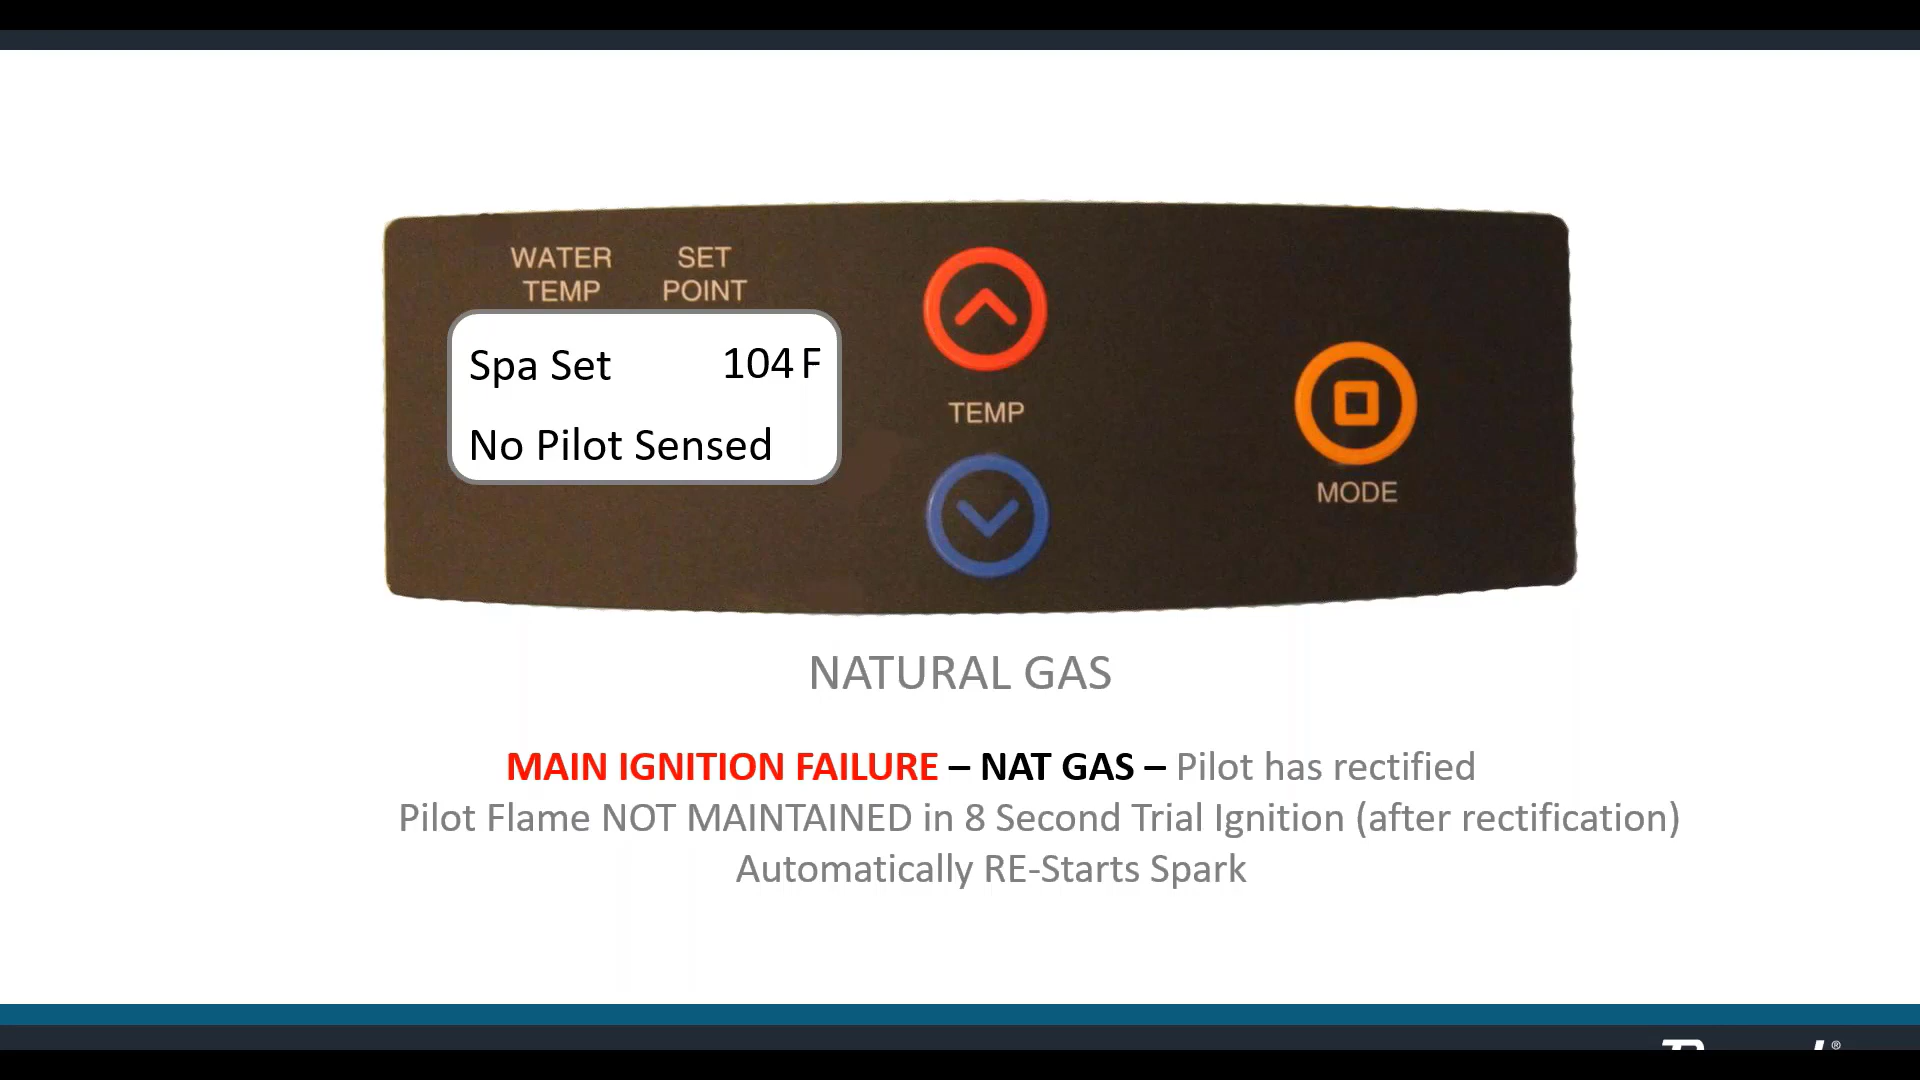 WATER SET
TEMP POINT
Spa Set 104 F
No Pilot Sensed
TEMP
MODE
NATURAL GAS
MAIN IGNITION FAILURE – NAT GAS – Pilot has rectified
Pilot Flame NOT MAINTAINED in 8 Second Trial Ignition (after rectification)
Automatically RE-Starts Spark